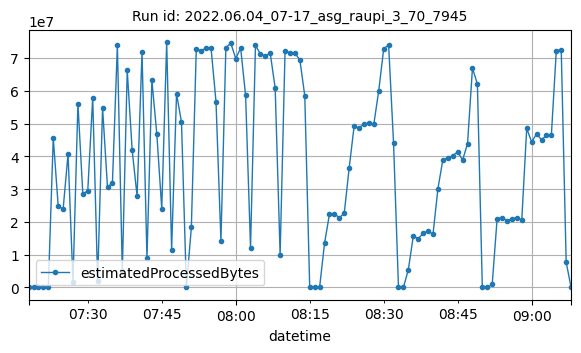 Run id: 2022.06.04_07-17_asg_raupi_3_70_7945
1e7
8
7
6
5
4
3
2
1
0
estimatedProcessedBytes
07:30 07:45 08:00 08:15 08:30 08:45 09:00
datetime